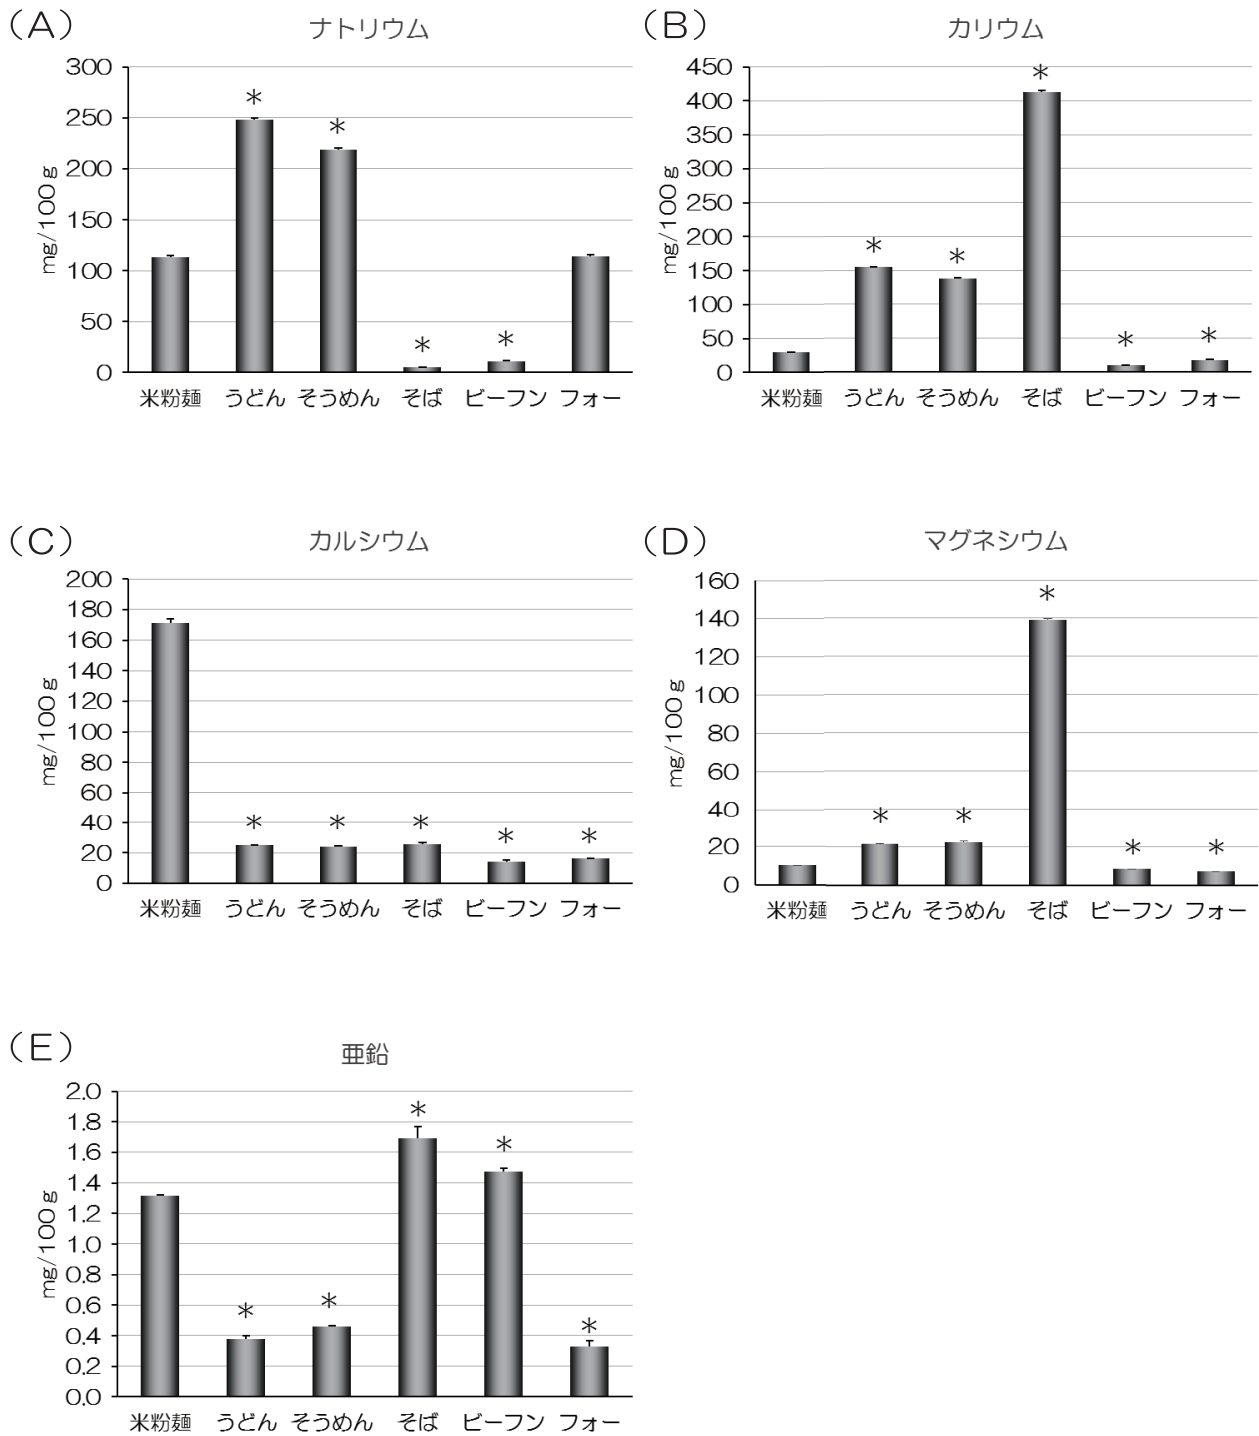 (A)
ナトリウム
300
250
200
150
100
50
0
mg/100g
* * * *
米粉麺 うどん そうめん そば ビーフン フォー
(B)
カリウム
450
400
350
300
250
200
150
100
50
0
mg/100g
* * * * *
米粉麺 うどん そうめん そば ビーフン フォー
(C)
カルシウム
200
180
160
140
120
100
80
60
40
20
0
mg/100g
* * * * *
米粉麺 うどん そうめん そば ビーフン フォー
(D)
マグネシウム
160
140
120
100
80
60
40
20
0
mg/100g
* * * * *
米粉麺 うどん そうめん そば ビーフン フォー
(E)
亜鉛
2.0
1.8
1.6
1.4
1.2
1.0
0.8
0.6
0.4
0.2
0.0
mg/100g
* * * * *
米粉麺 うどん そうめん そば ビーフン フォー